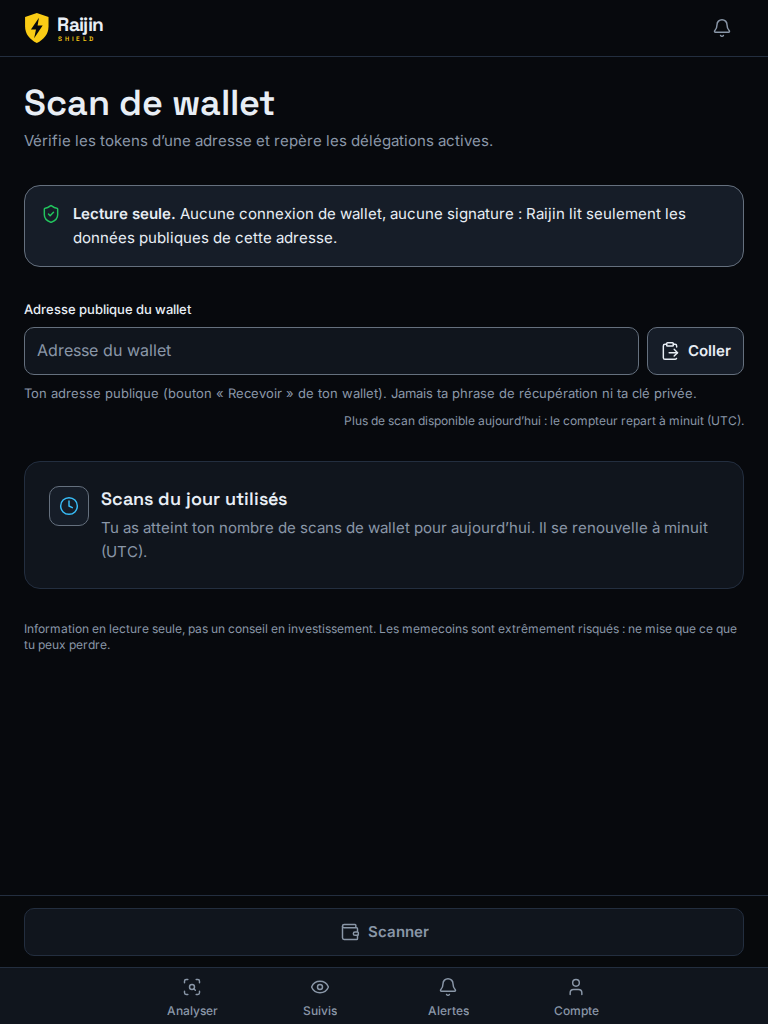 Raijin
SHIELD
Scan de wallet
Vérifie les tokens d’une adresse et repère les délégations actives.
Lecture seule. Aucune connexion de wallet, aucune signature : Raijin lit seulement les
données publiques de cette adresse.
Adresse publique du wallet
Adresse du wallet
Coller
Ton adresse publique (bouton « Recevoir » de ton wallet). Jamais ta phrase de récupération ni ta clé privée.
Plus de scan disponible aujourd’hui : le compteur repart à minuit (UTC).
Scans du jour utilisés
Tu as atteint ton nombre de scans de wallet pour aujourd’hui. Il se renouvelle à minuit
(UTC).
Information en lecture seule, pas un conseil en investissement. Les memecoins sont extrêmement risqués : ne mise que ce que
tu peux perdre.
Scanner
Analyser
Suivis
Alertes
Compte